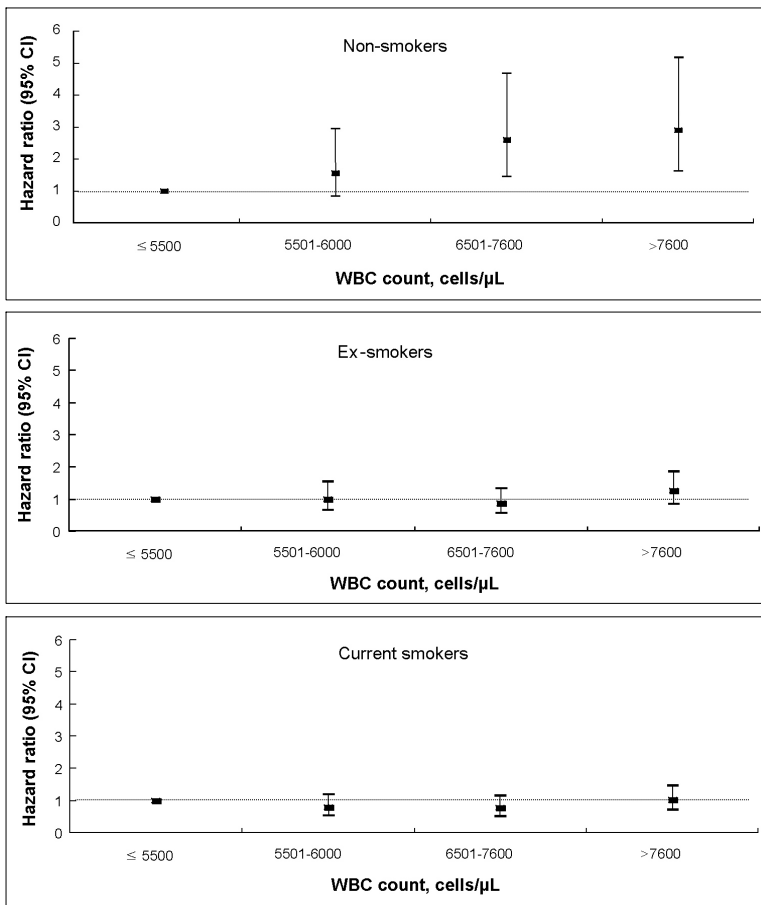 Non-smokers
Hazard ratio (95% CI)
6
5
4
3
2
1
0
≤ 5500 5501-6000 6501-7600 >7600
WBC count, cells/µL
Ex-smokers
Hazard ratio (95% CI)
6
5
4
3
2
1
0
≤ 5500 5501-6000 6501-7600 >7600
WBC count, cells/µL
Current smokers
Hazard ratio (95% CI)
6
5
4
3
2
1
0
≤ 5500 5501-6000 6501-7600 >7600
WBC count, cells/µL